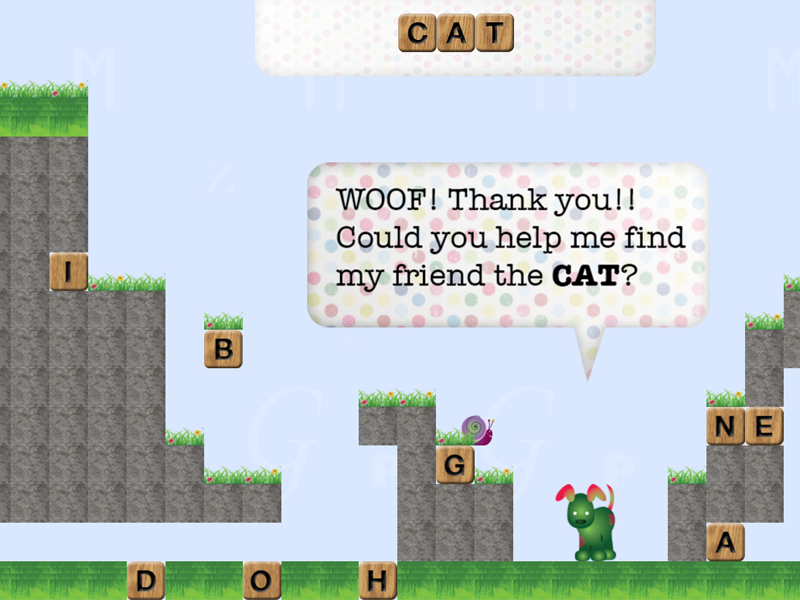 CAT
WOOF! Thank you!!
Could you help me find
my friend the CAT?
I
B
N E
G
A
D O H
M
M
Z
G
G
P
P